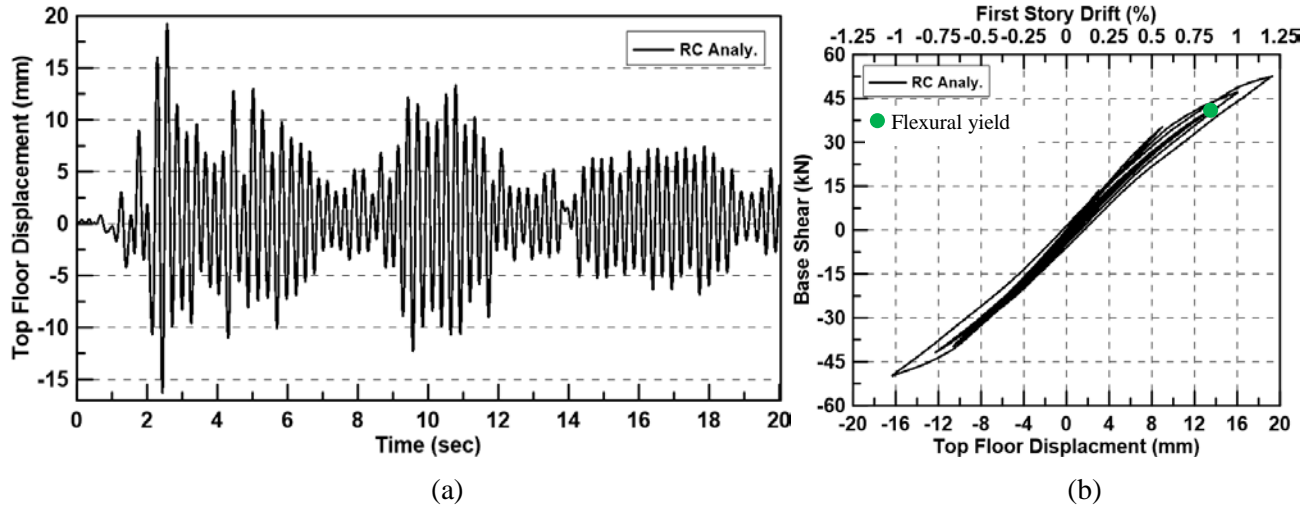 20
15
10
5
0
-5
-10
-15
Top Floor Displacement (mm)
RC Analy.
0 2 4 6 8 10 12 14 16 18 20
Time (sec)
(a)
First Story Drift (%)
-1.25 -1 -0.75 -0.5 -0.25 0 0.25 0.5 0.75 1 1.25
60
45
30
15
0
-15
-30
-45
-60
Base Shear (kN)
RC Analy.
Flexural yield
-20 -16 -12 -8 -4 0 4 8 12 16 20
Top Floor Displacment (mm)
(b)